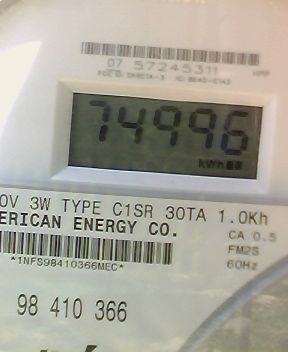 07 57245311
74996
kWh
0V 3W TYPE C1SR 30TA 1.0Kh
ERICAN ENERGY CO.
CA 0.5
FM2S
*1NFS98410366MEC*
60Hz
98 410 366